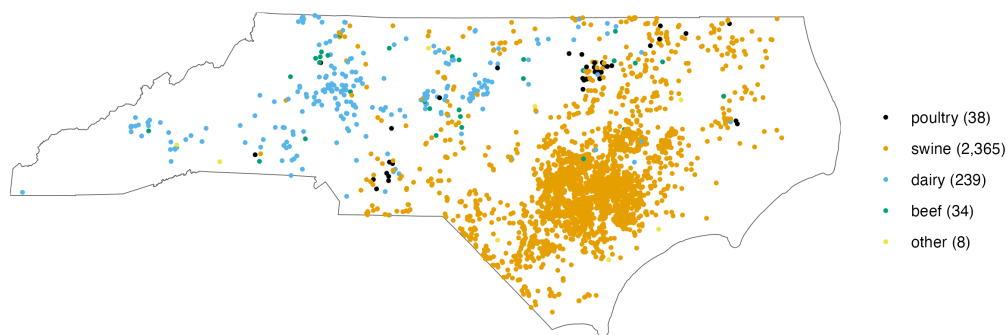 poultry (38)
swine (2,365)
dairy (239)
beef (34)
other (8)